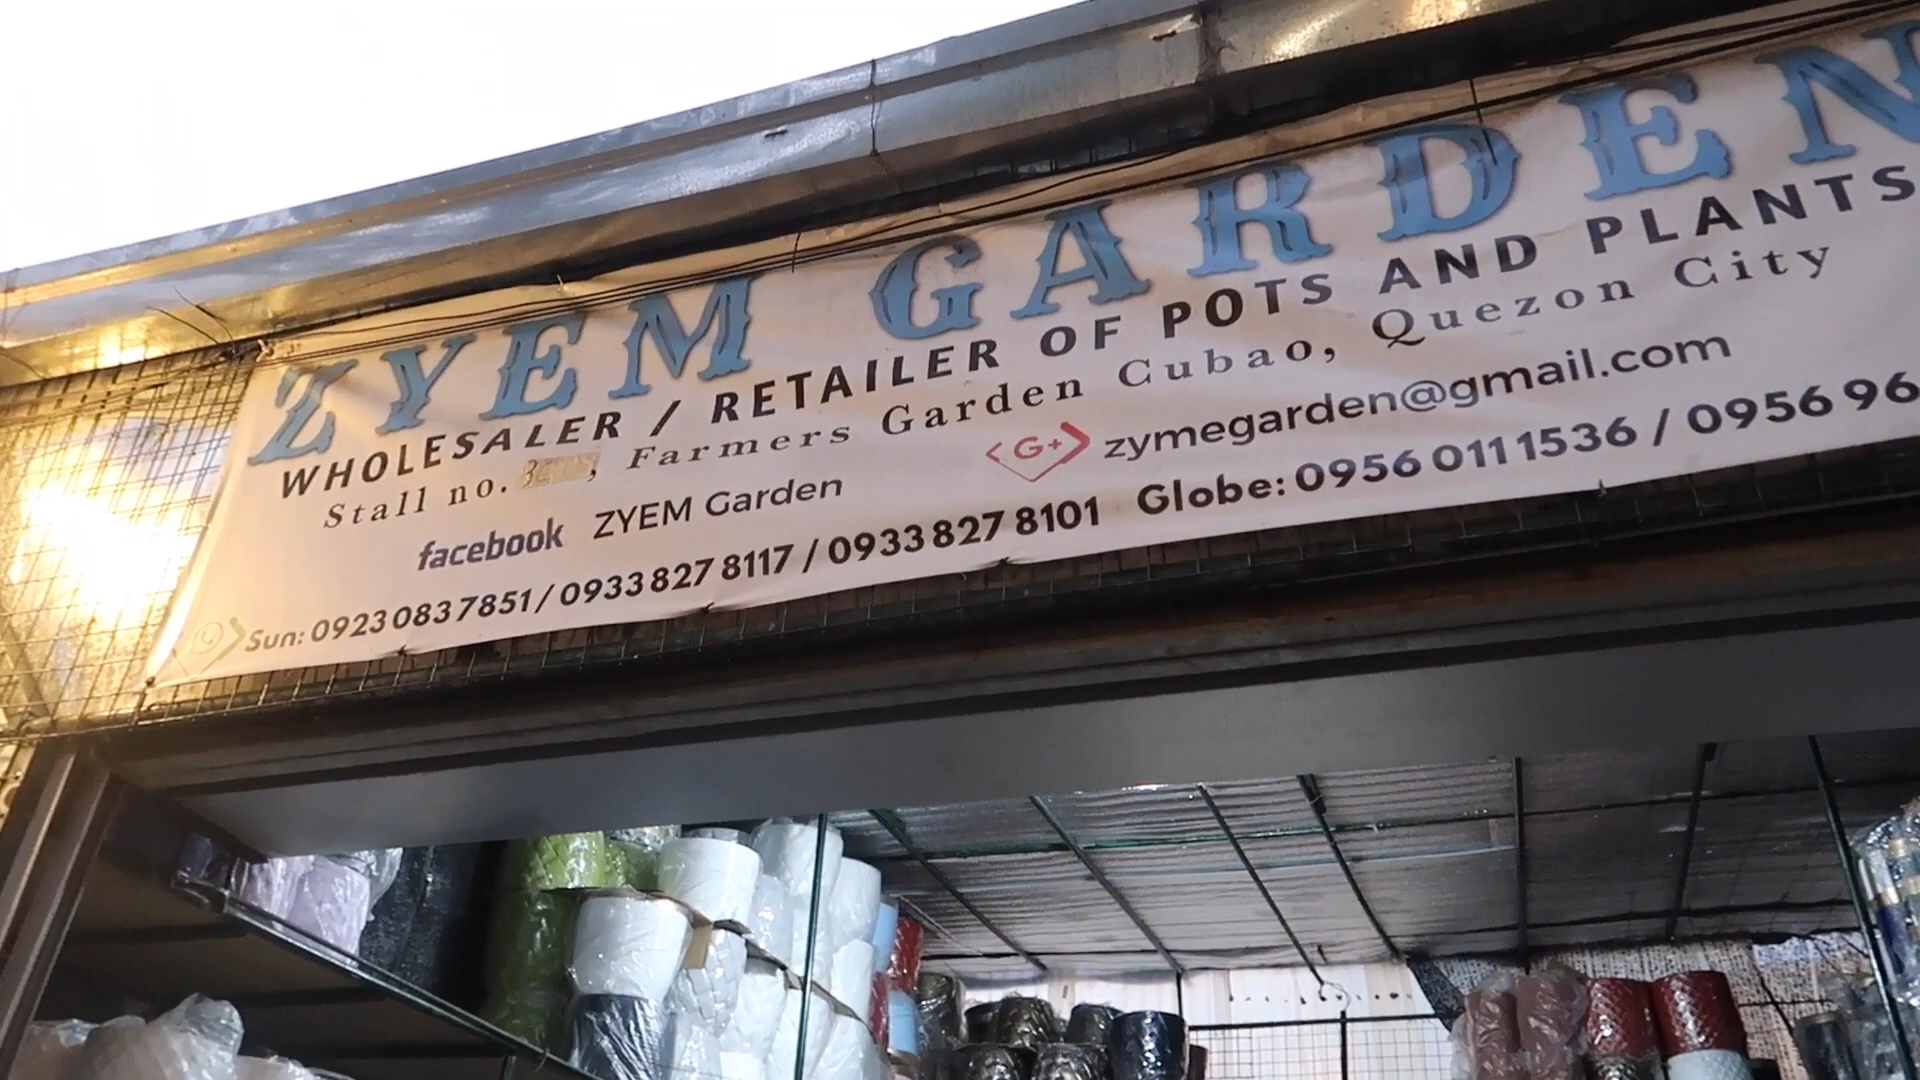 ZYEM GARDEN
WHOLESALER / RETAILER OF POTS AND PLANTS
Stall no. , Farmers Garden Cubao, Quezon City
facebook ZYEM Garden <G+> zymegarden@gmail.com
Sun: 0923 083 7851 / 0933 827 8117 / 0933 827 8101 Globe: 0956 011 1536 / 0956 96